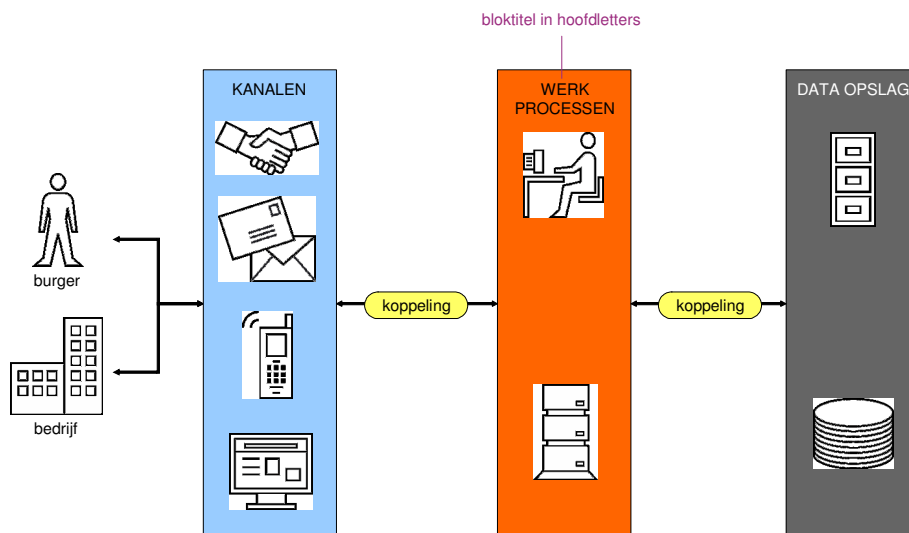 bloktitel in hoofdletters
KANALEN
WERK
PROCESSEN
DATA OPSLAG
burger
koppeling
koppeling
bedrijf